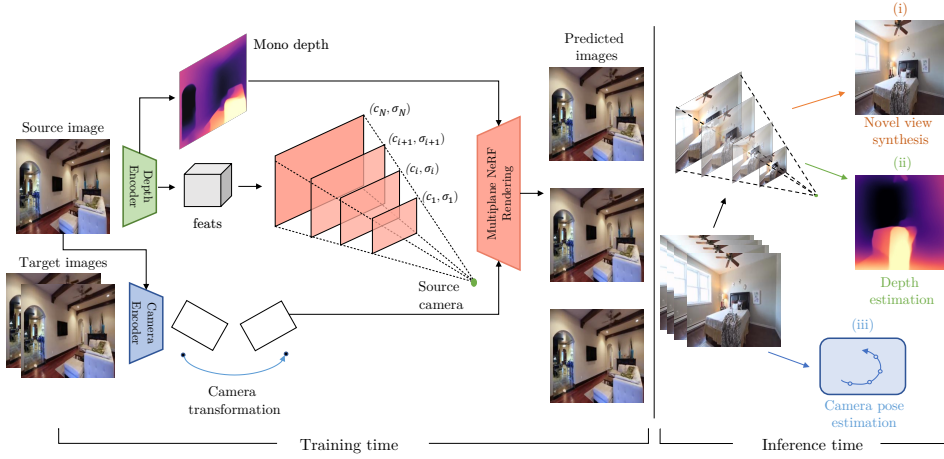 Mono depth
Predicted
images
(i)
Source image
Depth
Encoder
feats
(c_N, σ_N)
(c_{i+1}, σ_{i+1})
(c_i, σ_i)
(c_1, σ_1)
Multiplane NeRF
Rendering
Source
camera
Target images
Camera
Encoder
Camera
transformation
Training time
Novel view
synthesis
(ii)
Depth
estimation
(iii)
Camera pose
estimation
Inference time